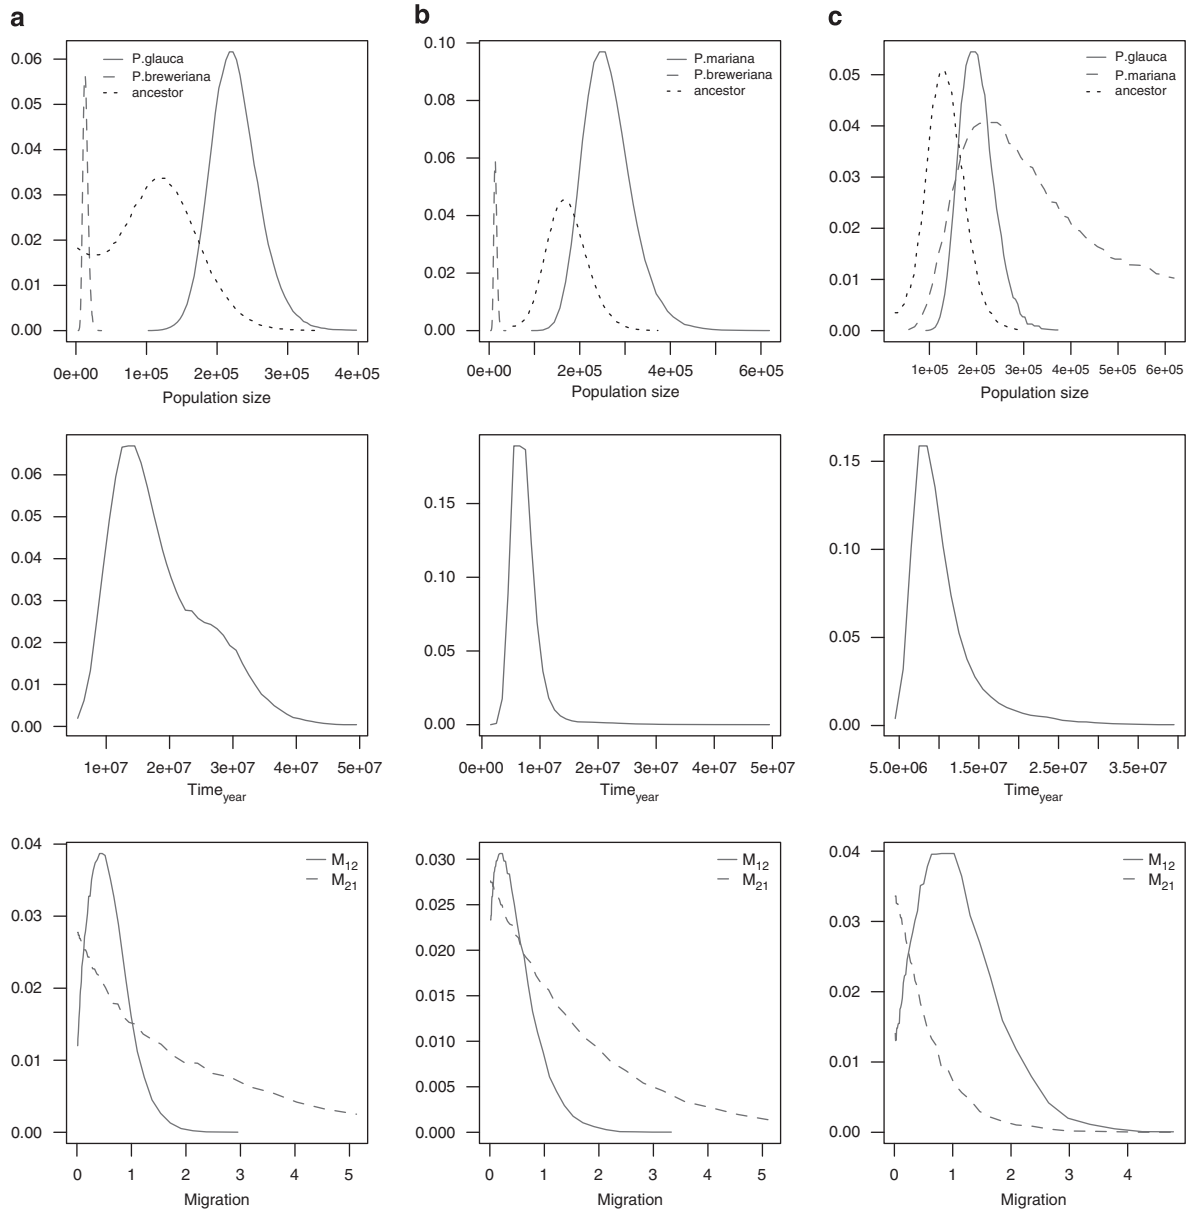 a
0.06
0.05
0.04
0.03
0.02
0.01
0.00
P.glauca
P.breweriana
ancestor
0e+00 1e+05 2e+05 3e+05 4e+05
Population size
b
0.10
0.08
0.06
0.04
0.02
0.00
P.mariana
P.breweriana
ancestor
0e+00 2e+05 4e+05 6e+05
Population size
c
0.05
0.04
0.03
0.02
0.01
0.00
P.glauca
P.mariana
ancestor
1e+05 2e+05 3e+05 4e+05 5e+05 6e+05
Population size
0.06
0.05
0.04
0.03
0.02
0.01
0.00
1e+07 2e+07 3e+07 4e+07 5e+07
Timeyear
0.15
0.10
0.05
0.00
0e+00 1e+07 2e+07 3e+07 4e+07 5e+07
Timeyear
0.15
0.10
0.05
0.00
5.0e+06 1.5e+07 2.5e+07 3.5e+07
Timeyear
0.04
0.03
0.02
0.01
0.00
M12
M21
0 1 2 3 4 5
Migration
0.030
0.025
0.020
0.015
0.010
0.005
0.000
M12
M21
0 1 2 3 4 5
Migration
0.04
0.03
0.02
0.01
0.00
M12
M21
0 1 2 3 4
Migration